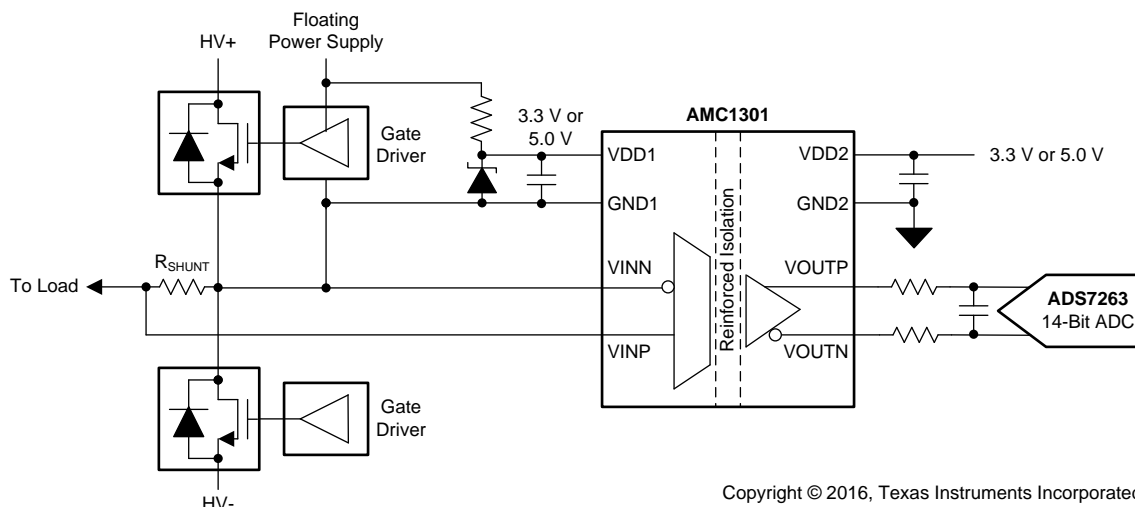 Floating
Power Supply
HV+
Gate
Driver
3.3 V or
5.0 V
AMC1301
VDD1
VDD2
3.3 V or 5.0 V
GND1
GND2
Reinforced Isolation
RSHUNT
To Load
VINN
VOUTP
ADS7263
14-Bit ADC
VINP
VOUTN
Gate
Driver
HV-
Copyright © 2016, Texas Instruments Incorporated